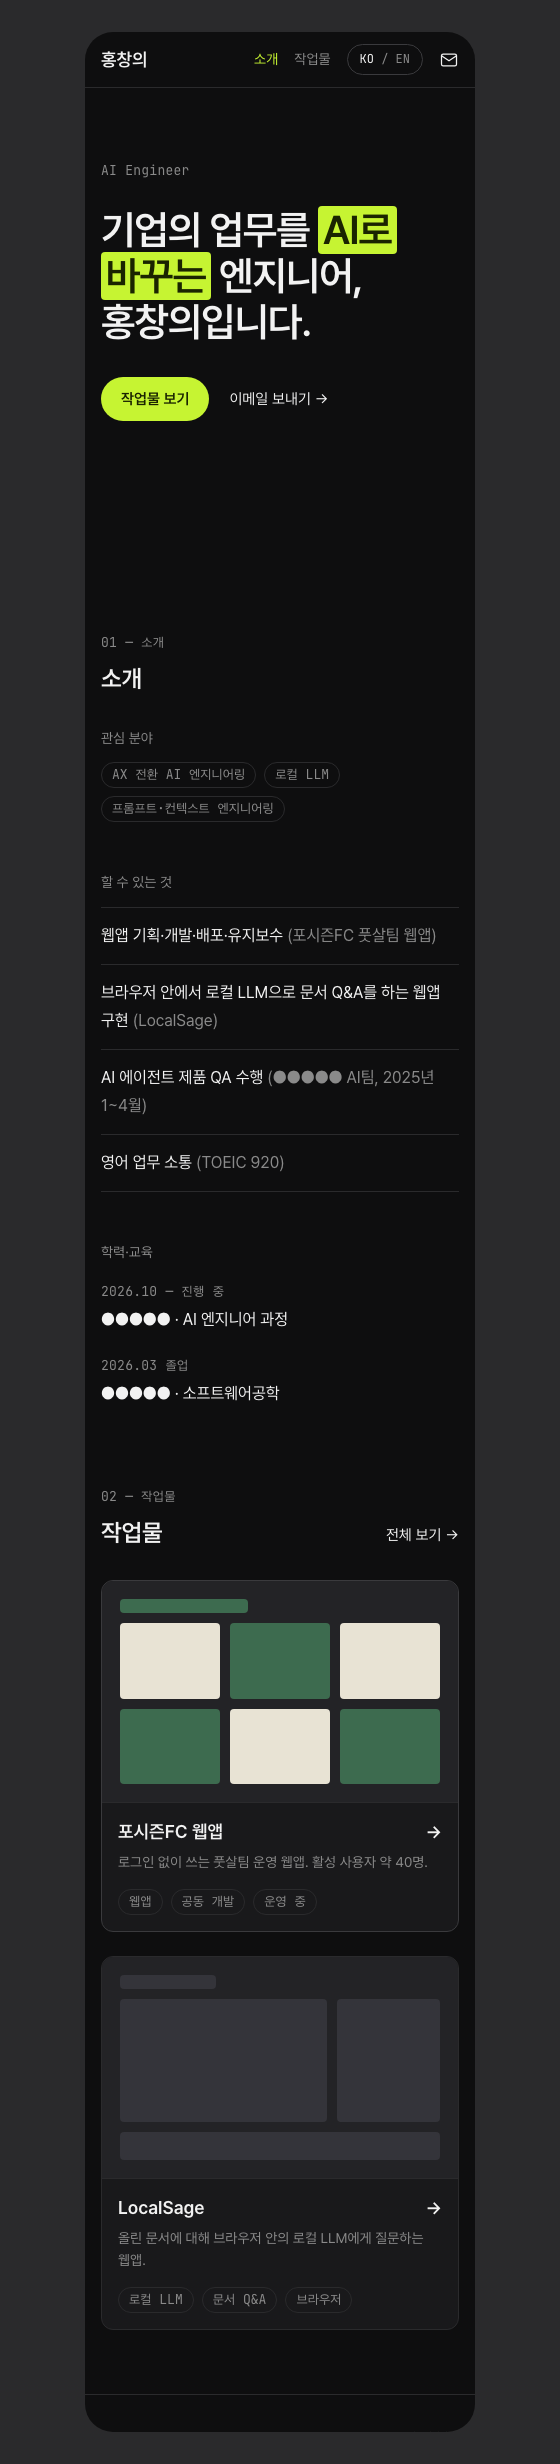 홍창의 소개 작업물 KO / EN
AI Engineer
기업의 업무를 AI로
바꾸는 엔지니어,
홍창의입니다.
작업물 보기 이메일 보내기 →
01 — 소개
소개
관심 분야
AX 전환 AI 엔지니어링 로컬 LLM
프롬프트·컨텍스트 엔지니어링
할 수 있는 것
웹앱 기획·개발·배포·유지보수 (포시즌FC 풋살팀 웹앱)
브라우저 안에서 로컬 LLM으로 문서 Q&A를 하는 웹앱
구현 (LocalSage)
AI 에이전트 제품 QA 수행 (●●●●● AI팀, 2025년
1~4월)
영어 업무 소통 (TOEIC 920)
학력·교육
2026.10 — 진행 중
●●●●● · AI 엔지니어 과정
2026.03 졸업
●●●●● · 소프트웨어공학
02 — 작업물
작업물 전체 보기 →
포시즌FC 웹앱 →
로그인 없이 쓰는 풋살팀 운영 웹앱. 활성 사용자 약 40명.
웹앱 공동 개발 운영 중
LocalSage →
올린 문서에 대해 브라우저 안의 로컬 LLM에게 질문하는
웹앱.
로컬 LLM 문서 Q&A 브라우저